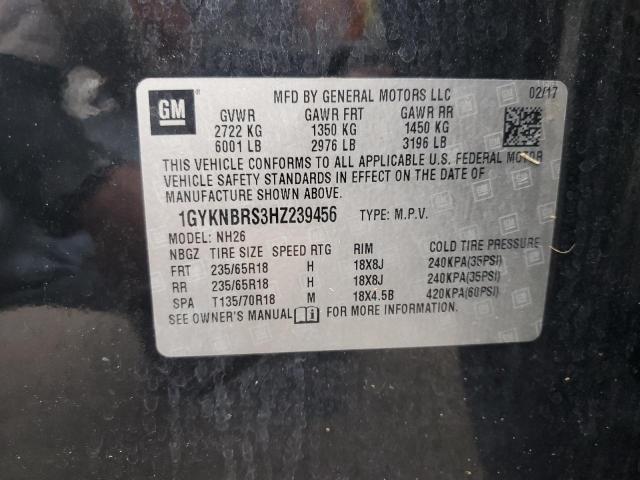 GM
MFD BY GENERAL MOTORS LLC 02/17
GVWR GAWR FRT GAWR RR
2722 KG 1350 KG 1450 KG
6001 LB 2976 LB 3196 LB
THIS VEHICLE CONFORMS TO ALL APPLICABLE U.S. FEDERAL MOTOR
VEHICLE SAFETY STANDARDS IN EFFECT ON THE DATE OF
MANUFACTURE SHOWN ABOVE.
1GYKNBRS3HZ239456 TYPE: M.P.V.
MODEL: NH26
NBGZ TIRE SIZE SPEED RTG RIM COLD TIRE PRESSURE
FRT 235/65R18 H 18X8J 240KPA(35PSI)
RR 235/65R18 H 18X8J 240KPA(35PSI)
SPA T135/70R18 M 18X4.5B 420KPA(60PSI)
SEE OWNER'S MANUAL FOR MORE INFORMATION.